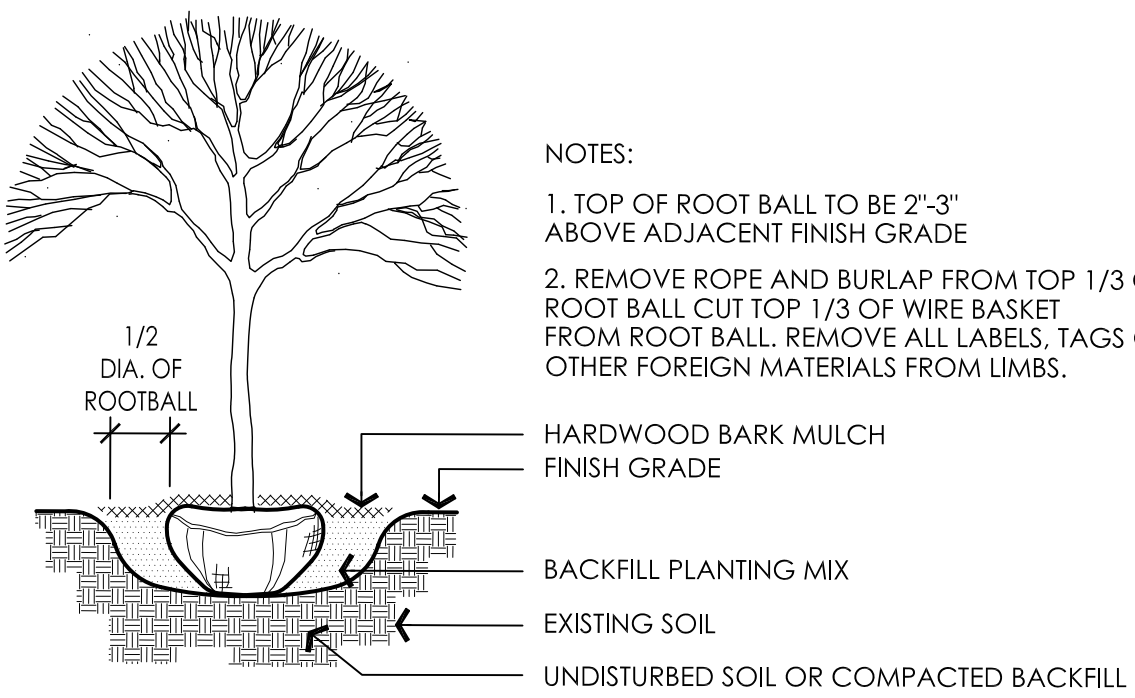 NOTES:
1. TOP OF ROOT BALL TO BE 2"-3"
ABOVE ADJACENT FINISH GRADE
2. REMOVE ROPE AND BURLAP FROM TOP 1/3
ROOT BALL CUT TOP 1/3 OF WIRE BASKET
FROM ROOT BALL. REMOVE ALL LABELS, TAGS
OTHER FOREIGN MATERIALS FROM LIMBS.
1/2
DIA. OF
ROOTBALL
HARDWOOD BARK MULCH
FINISH GRADE
BACKFILL PLANTING MIX
EXISTING SOIL
UNDISTURBED SOIL OR COMPACTED BACKFILL